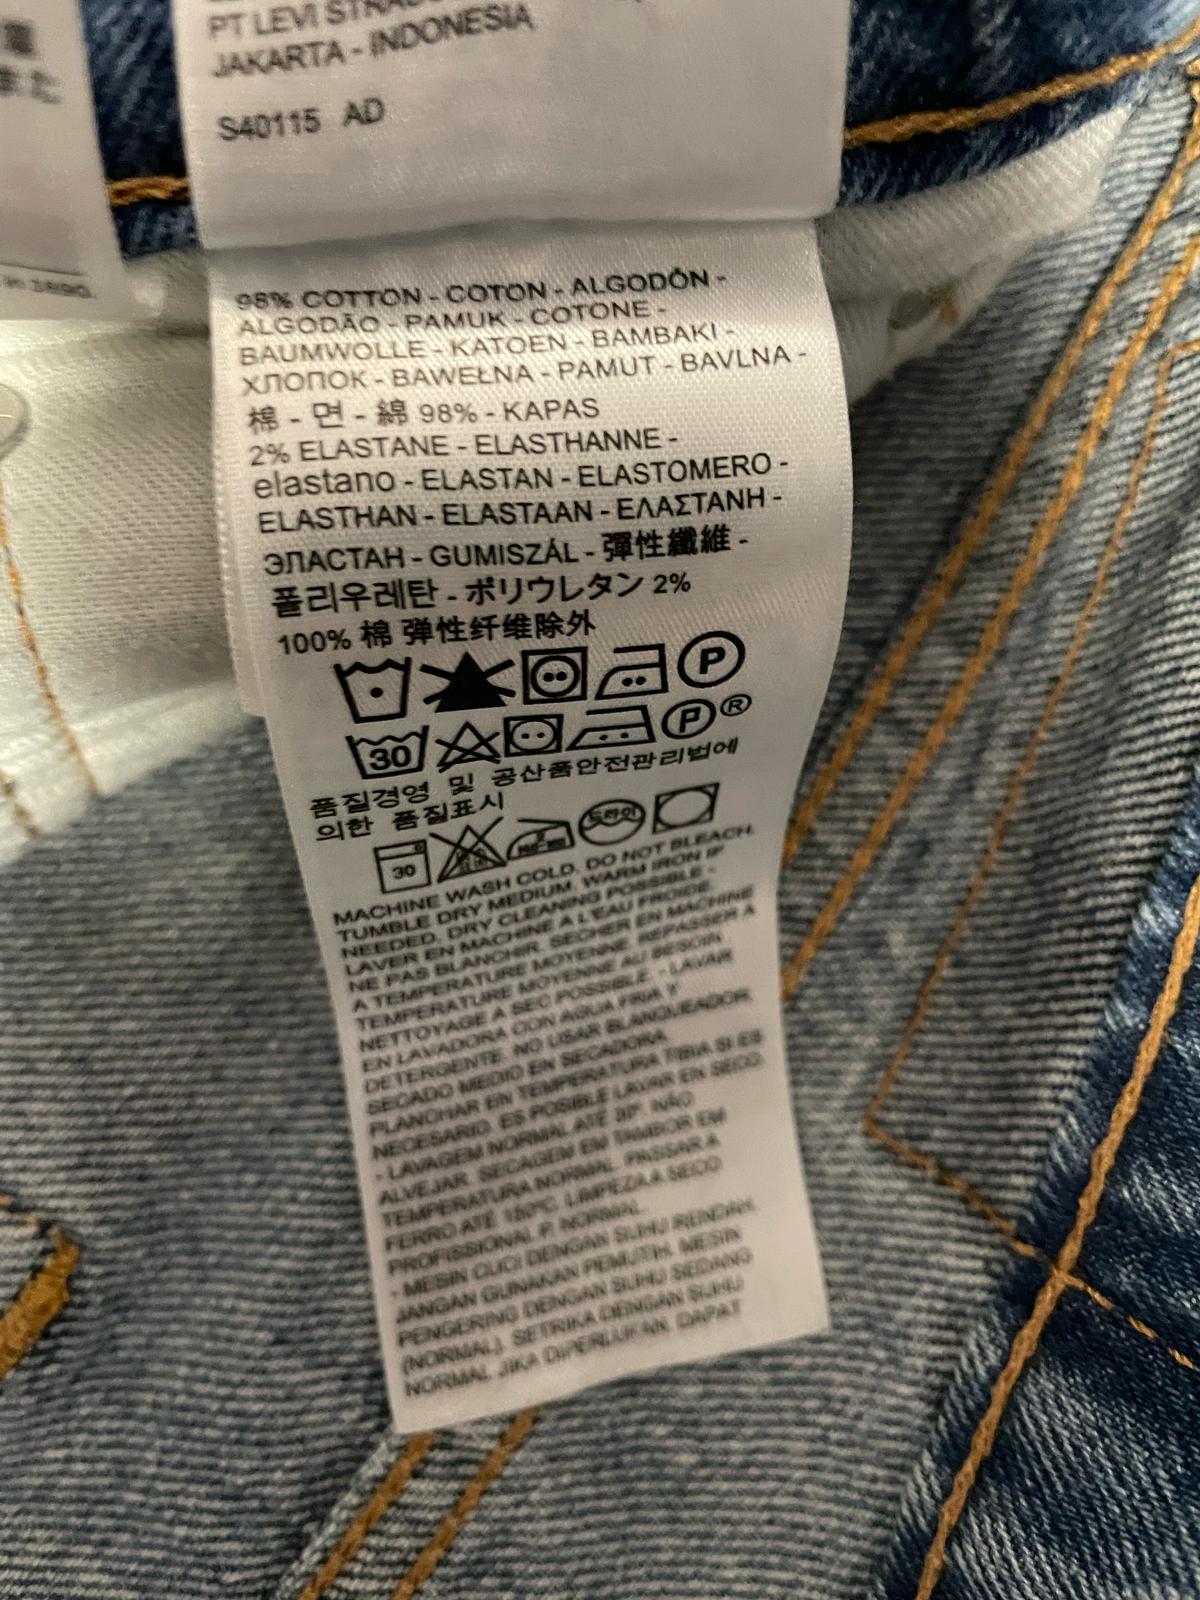 また
in 1890.
PT LEVI
JAKARTA - INDONESIA
S40115 AD
98% COTTON - COTON - ALGODÓN -
ALGODÃO - PAMUK - COTONE -
BAUMWOLLE - KATOEN - BAMBAKI -
ХЛОПОК - BAWEŁNA - PAMUT - BAVLNA -
棉 - 면 - 綿 98% - KAPAS
2% ELASTANE - ELASTHANNE -
elastano - ELASTAN - ELASTOMERO -
ELASTHAN - ELASTAAN - ΕΛΑΣΤΑΝΗ -
ЭЛАСТАН - GUMISZÁL - 彈性纖維 -
폴리우레탄 - ポリウレタン 2%
100% 棉 弹性纤维除外
P
30 P ®
품질경영 및 공산품안전관리법에
의한 품질표시
30 드라이
MACHINE WASH COLD. DO NOT BLEACH.
TUMBLE DRY MEDIUM. WARM IRON IF
NEEDED. DRY CLEANING POSSIBLE -
LAVER EN MACHINE A L'EAU FROIDE.
NE PAS BLANCHIR. SECHER EN MACHINE
A TEMPERATURE MOYENNE. REPASSER A
TEMPERATURE MOYENNE AU BESOIN.
NETTOYAGE A SEC POSSIBLE. - LAVAR
EN LAVADORA CON AGUA FRIA Y
DETERGENTE. NO USAR BLANQUEADOR.
SECADO MEDIO EN SECADORA.
PLANCHAR EN TEMPERATURA TIBIA SI ES
NECESARIO. ES POSIBLE LAVAR EN SECO.
- LAVAGEM NORMAL ATÉ 30º. NÃO
ALVEJAR. SECAGEM EM TAMBOR EM
TEMPERATURA NORMAL. PASSAR A
FERRO ATÉ 150ºC. LIMPEZA A SECO
PROFISSIONAL P. NORMAL.
- MESIN CUCI DENGAN SUHU RENDAH.
JANGAN GUNAKAN PEMUTIH. MESIN
PENGERING DENGAN SUHU SEDANG
(NORMAL). SETRIKA DENGAN SUHU
NORMAL JIKA DIPERLUKAN. DAPAT